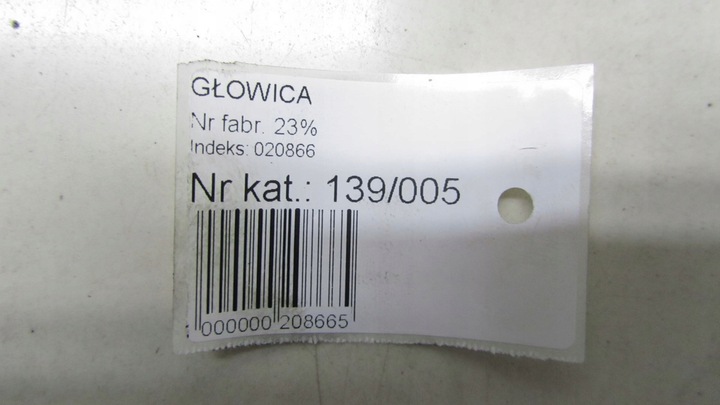 GŁOWICA
Nr fabr. 23%
Indeks: 020866
Nr kat.: 139/005
000000 208665